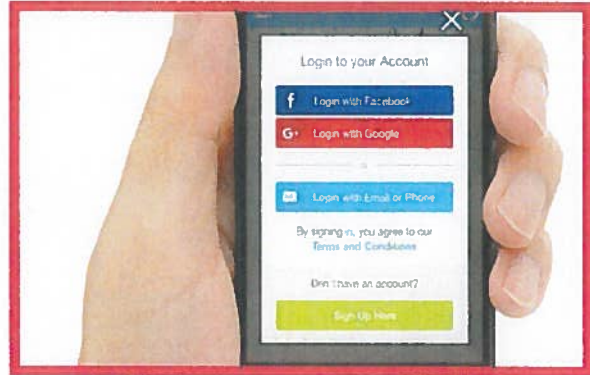 Login to your Account
f Login with Facebook
G+ Login with Google
Login with Email or Phone
By signing in, you agree to our
Terms and Conditions
Don't have an account?
Sign Up Here